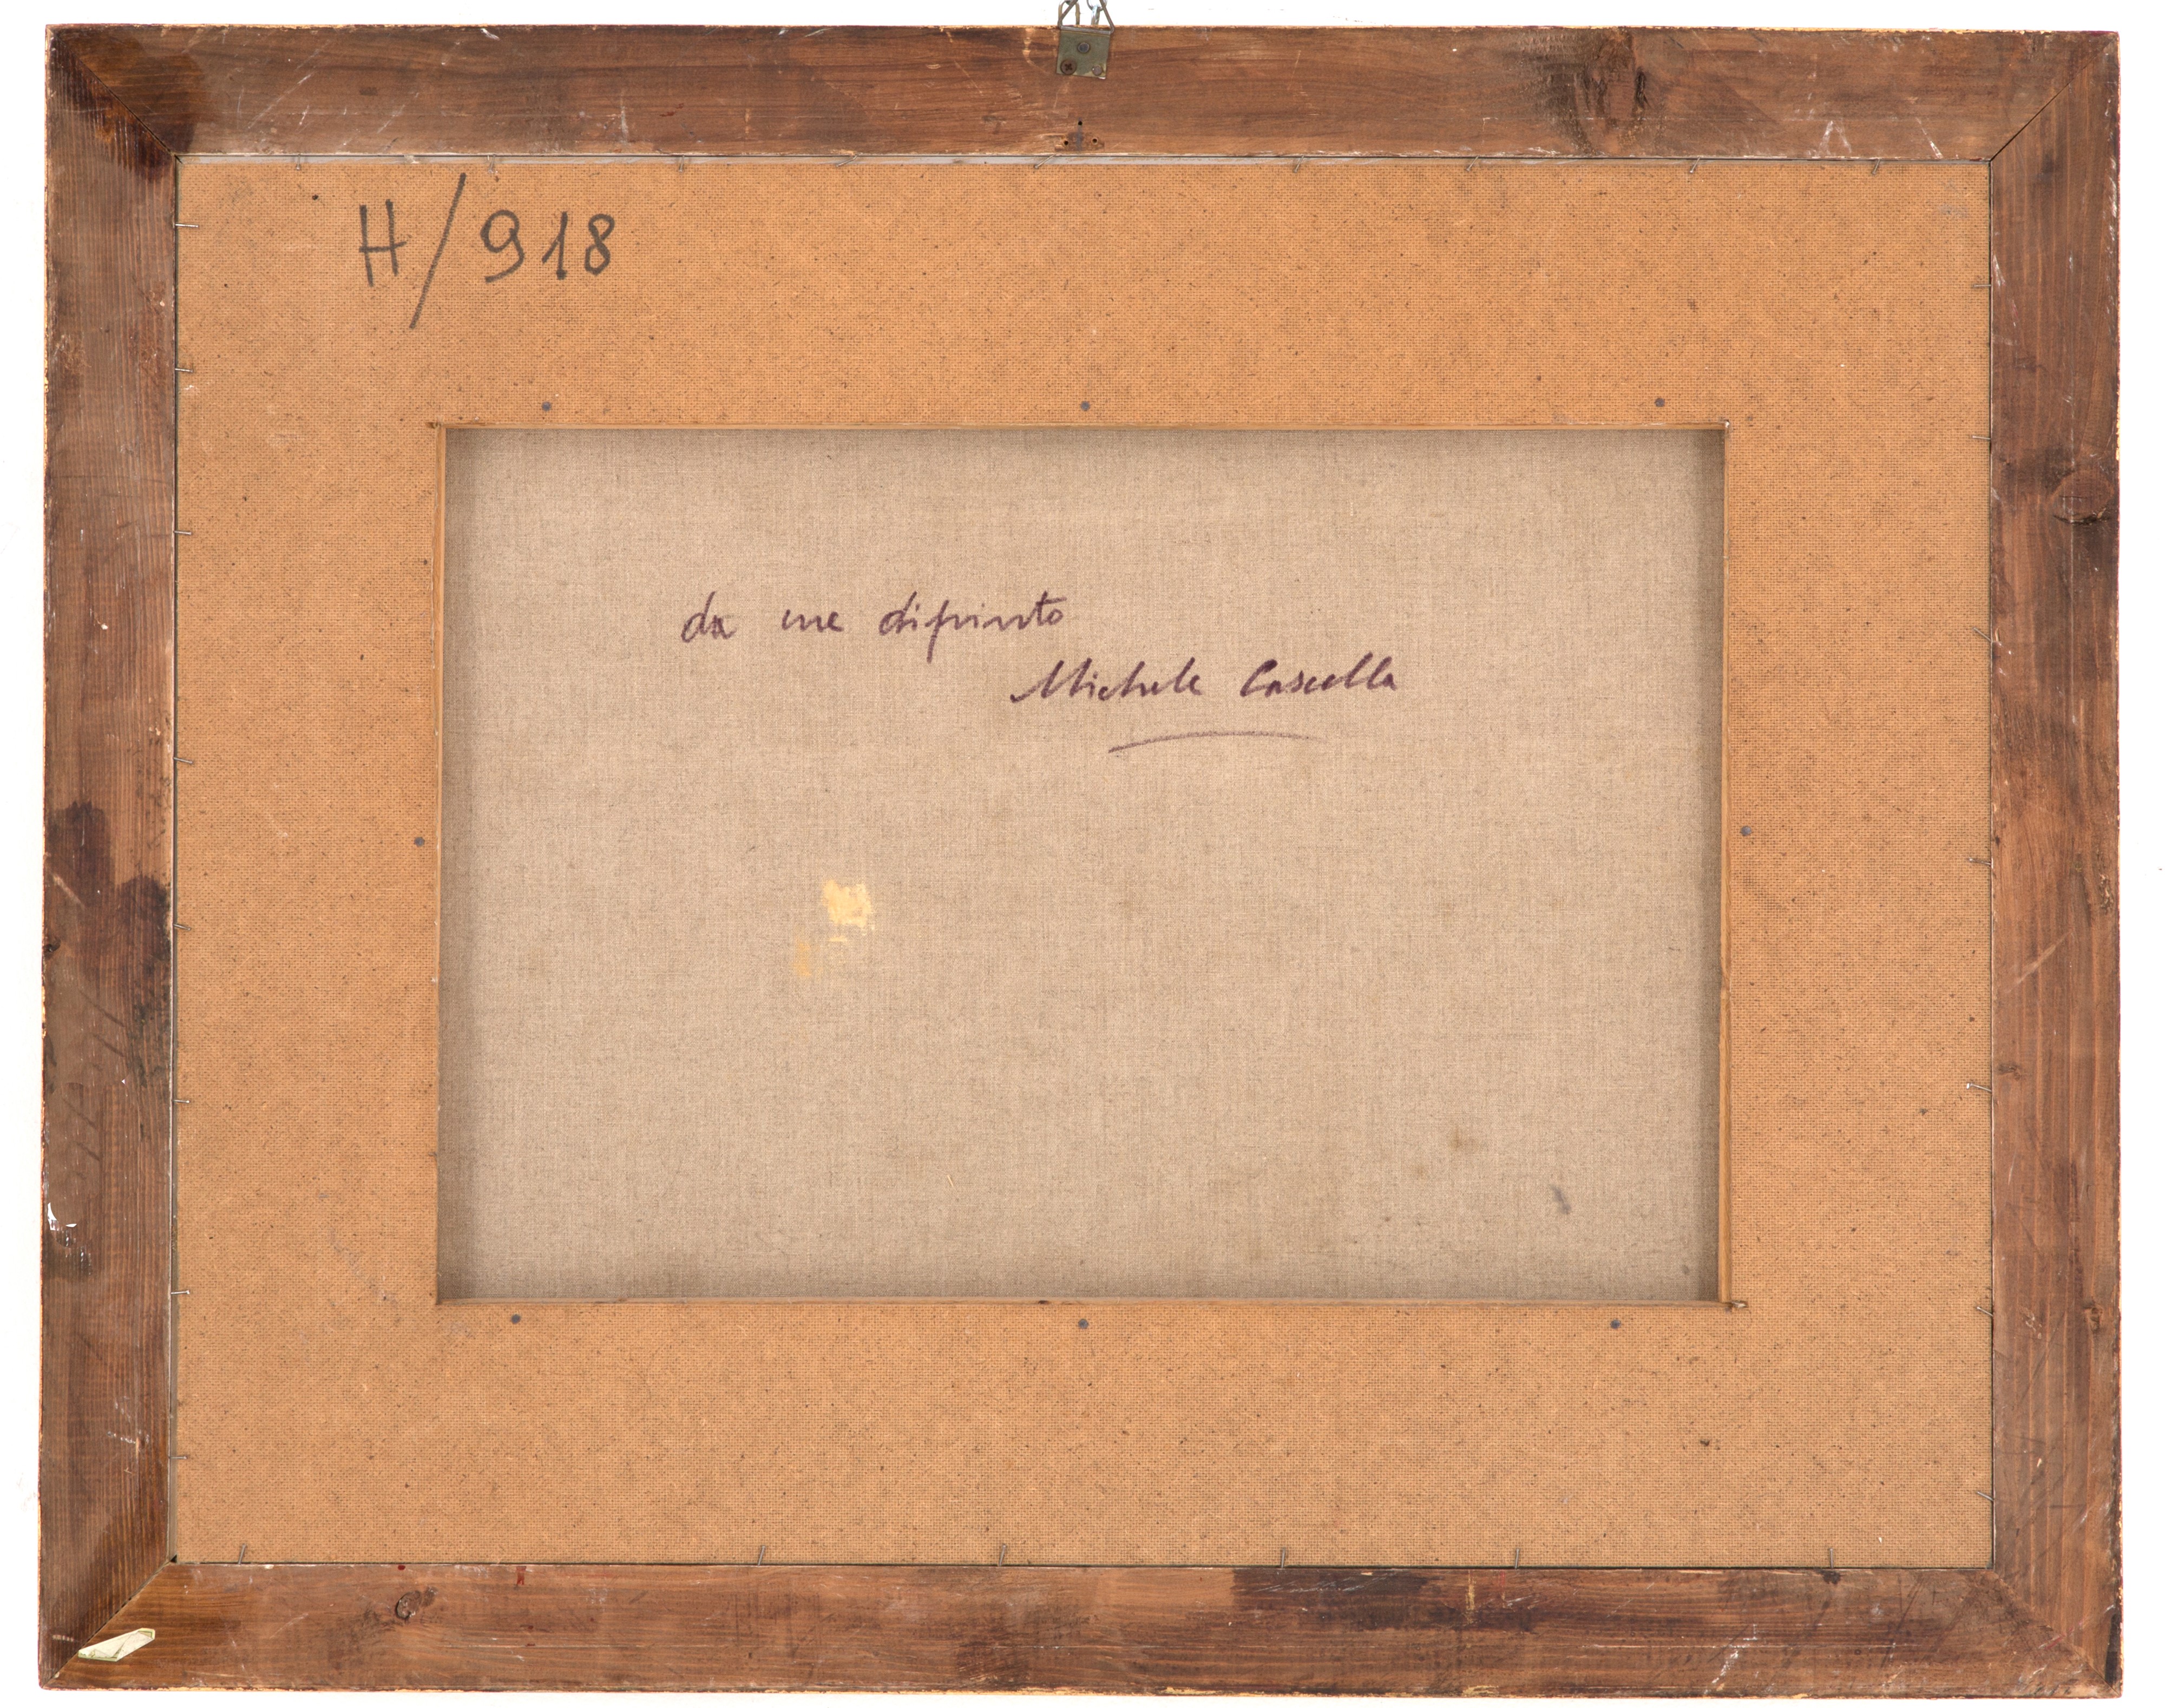 H/918
da me dipinto
Michele Cascella